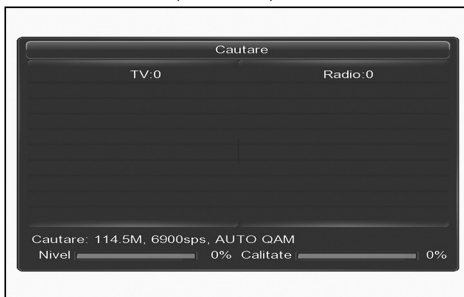 Cautare
TV:0 Radio:0
Cautare: 114.5M, 6900sps, AUTO QAM
Nivel 0% Calitate 0%